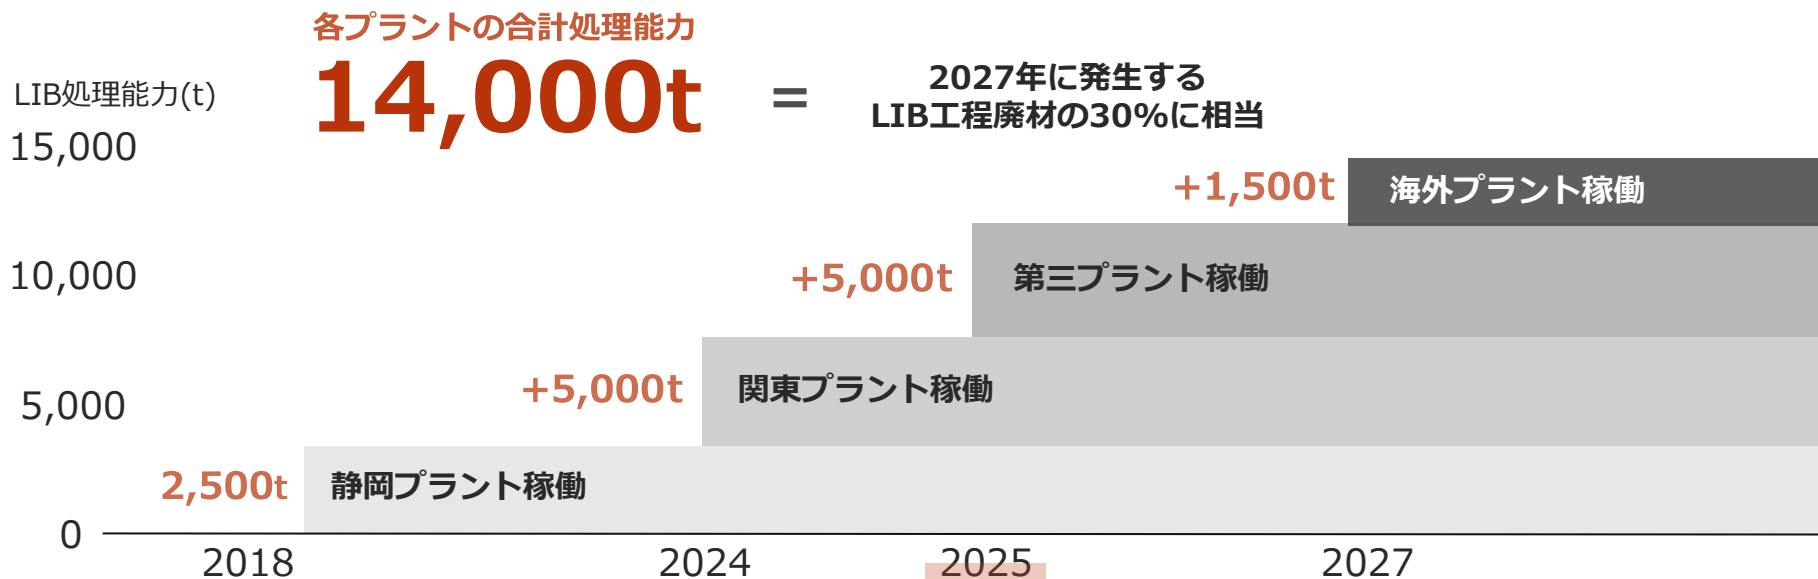 各プラントの合計処理能力
14,000t
=
2027年に発生する
LIB工程廃材の30%に相当
LIB処理能力(t)
15,000
+1,500t
海外プラント稼働
10,000
+5,000t
第三プラント稼働
5,000
+5,000t
関東プラント稼働
2,500t
静岡プラント稼働
0
2018
2024
2025
2027